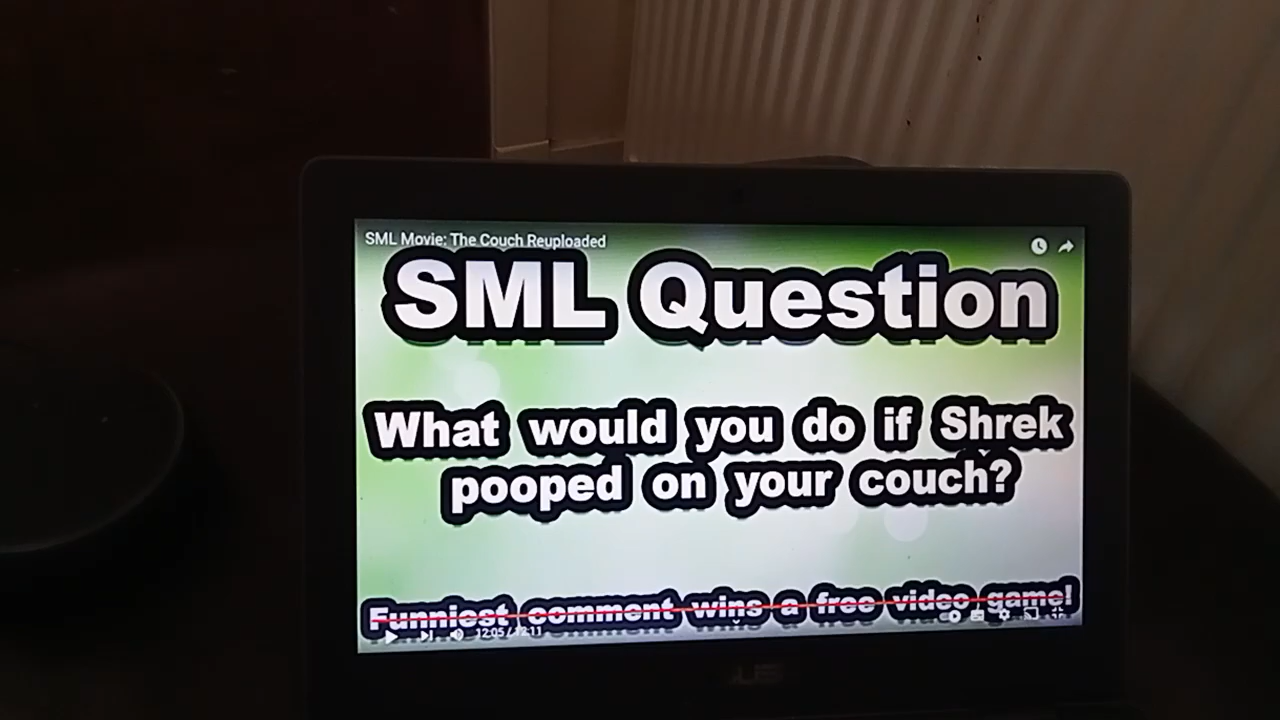 SML Movie: The Couch Reuploaded
SML Question
What would you do if Shrek
pooped on your couch?
Funniest comment wins a free video game!
12:05 / 12:11
ASUS